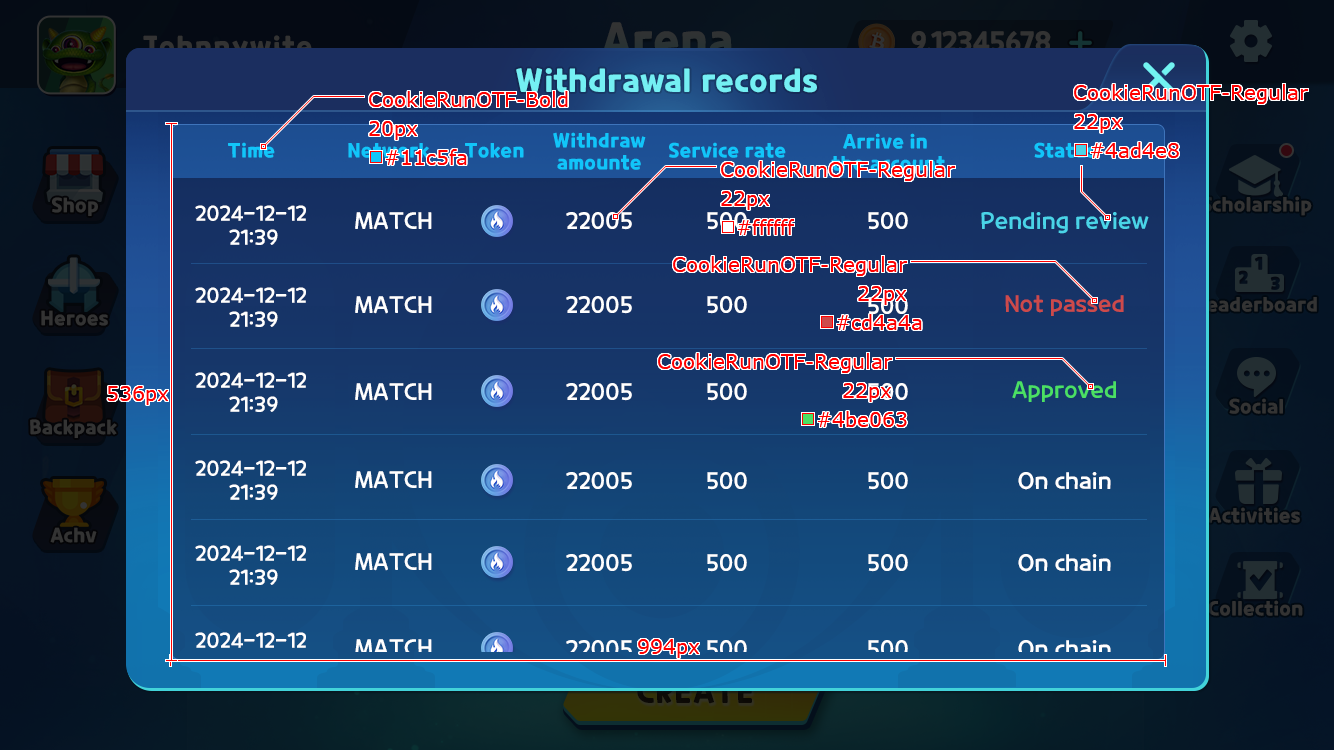 Johnnywite
Arena
912345678
Withdrawal records
CookieRunOTF-Bold
20px
#11c5fa
CookieRunOTF-Regular
22px
#4ad4e8
Time
Network
Token
Withdraw
amounte
Service rate
Arrive in
the account
Status
CookieRunOTF-Regular
22px
#ffffff
2024-12-12
21:39
MATCH
22005
500
500
Pending review
CookieRunOTF-Regular
22px
#cd4a4a
2024-12-12
21:39
MATCH
22005
500
500
Not passed
CookieRunOTF-Regular
22px
#4be063
2024-12-12
21:39
MATCH
22005
500
500
Approved
2024-12-12
21:39
MATCH
22005
500
500
On chain
2024-12-12
21:39
MATCH
22005
500
500
On chain
2024-12-12
MATCH
22005
500
500
On chain
536px
994px
Shop
Heroes
Backpack
Achv
Social
Activities
Collection
CREATE